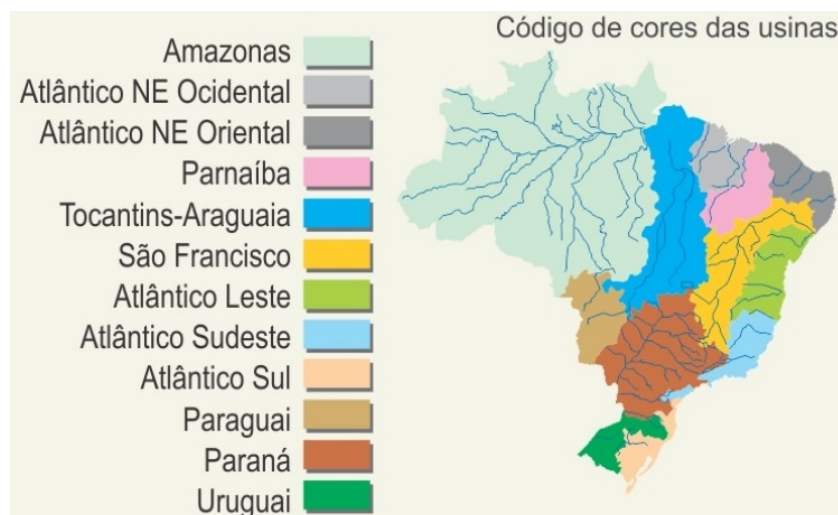 Código de cores das usinas
Amazonas
Atlântico NE Ocidental
Atlântico NE Oriental
Parnaíba
Tocantins-Araguaia
São Francisco
Atlântico Leste
Atlântico Sudeste
Atlântico Sul
Paraguai
Paraná
Uruguai